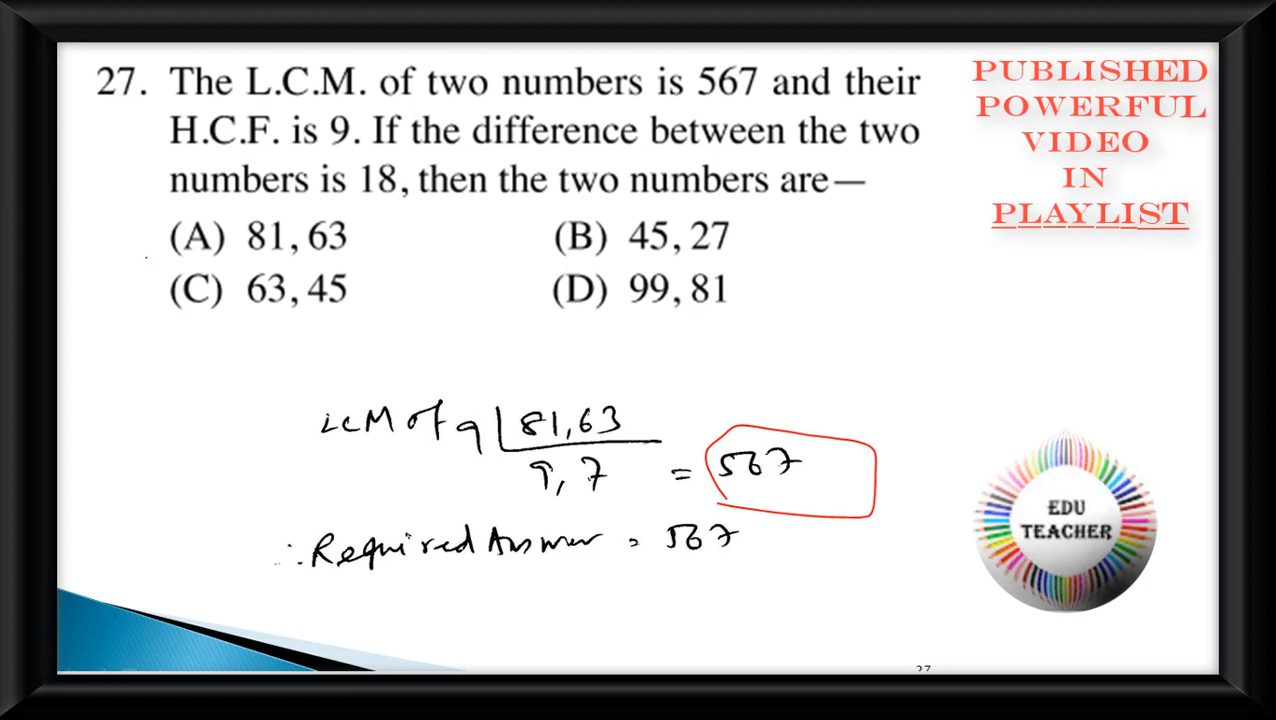 27. The L.C.M. of two numbers is 567 and their
H.C.F. is 9. If the difference between the two
numbers is 18, then the two numbers are—
(A) 81, 63 (B) 45, 27
(C) 63, 45 (D) 99, 81
PUBLISHED
POWERFUL
VIDEO
IN
PLAYLIST
LCM of 9 | 81, 63
9, 7 = 567
∴ Required Answer = 567
EDU
TEACHER
27